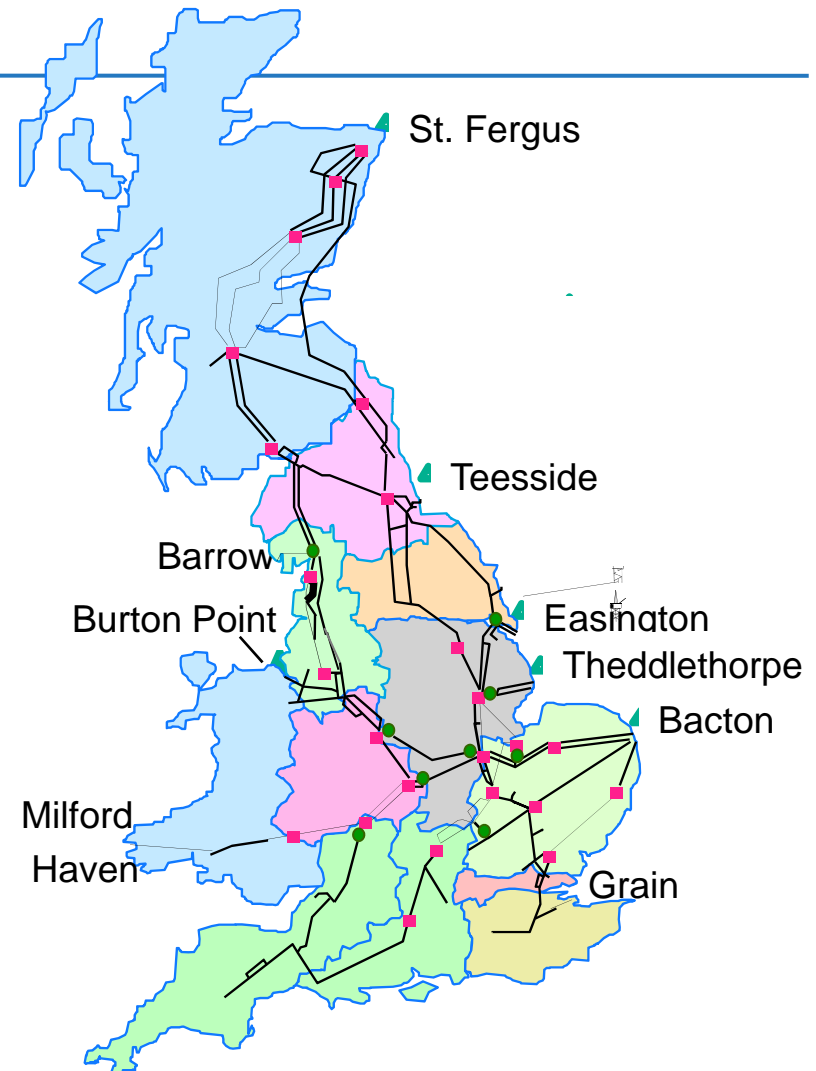 St. Fergus
Teesside
Barrow
Burton Point
Easington
Theddlethorpe
Bacton
Milford
Haven
Grain